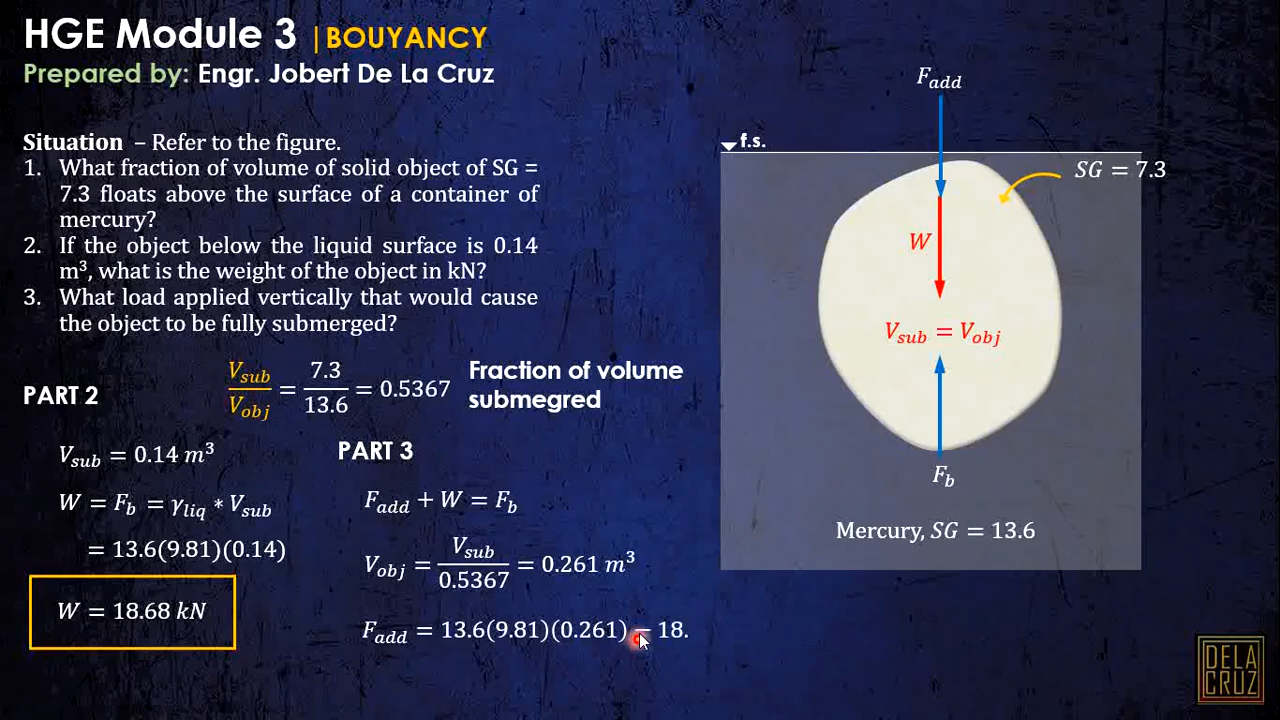 HGE Module 3 |BOUYANCY
Prepared by: Engr. Jobert De La Cruz
Situation – Refer to the figure.
1. What fraction of volume of solid object of SG =
7.3 floats above the surface of a container of
mercury?
2. If the object below the liquid surface is 0.14
m³, what is the weight of the object in kN?
3. What load applied vertically that would cause
the object to be fully submerged?
PART 2
V_sub / V_obj = 7.3 / 13.6 = 0.5367
Fraction of volume
submegred
V_sub = 0.14 m³
W = F_b = γ_liq * V_sub
= 13.6(9.81)(0.14)
W = 18.68 kN
PART 3
F_add + W = F_b
V_obj = V_sub / 0.5367 = 0.261 m³
F_add = 13.6(9.81)(0.261) − 18.
F_add
f.s.
SG = 7.3
W
V_sub = V_obj
F_b
Mercury, SG = 13.6
DELA
CRUZ